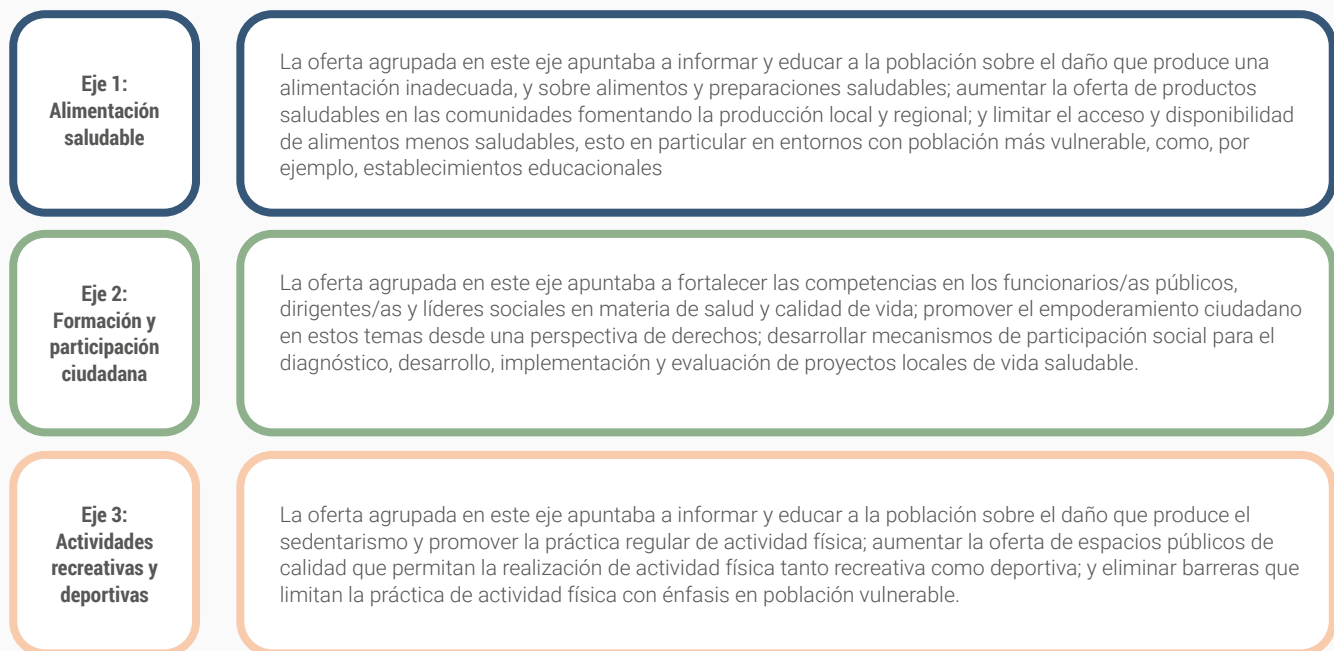 Eje 1:
Alimentación
saludable
La oferta agrupada en este eje apuntaba a informar y educar a la población sobre el daño que produce una
alimentación inadecuada, y sobre alimentos y preparaciones saludables; aumentar la oferta de productos
saludables en las comunidades fomentando la producción local y regional; y limitar el acceso y disponibilidad
de alimentos menos saludables, esto en particular en entornos con población más vulnerable, como, por
ejemplo, establecimientos educacionales
Eje 2:
Formación y
participación
ciudadana
La oferta agrupada en este eje apuntaba a fortalecer las competencias en los funcionarios/as públicos,
dirigentes/as y líderes sociales en materia de salud y calidad de vida; promover el empoderamiento ciudadano
en estos temas desde una perspectiva de derechos; desarrollar mecanismos de participación social para el
diagnóstico, desarrollo, implementación y evaluación de proyectos locales de vida saludable.
Eje 3:
Actividades
recreativas y
deportivas
La oferta agrupada en este eje apuntaba a informar y educar a la población sobre el daño que produce el
sedentarismo y promover la práctica regular de actividad física; aumentar la oferta de espacios públicos de
calidad que permitan la realización de actividad física tanto recreativa como deportiva; y eliminar barreras que
limitan la práctica de actividad física con énfasis en población vulnerable.